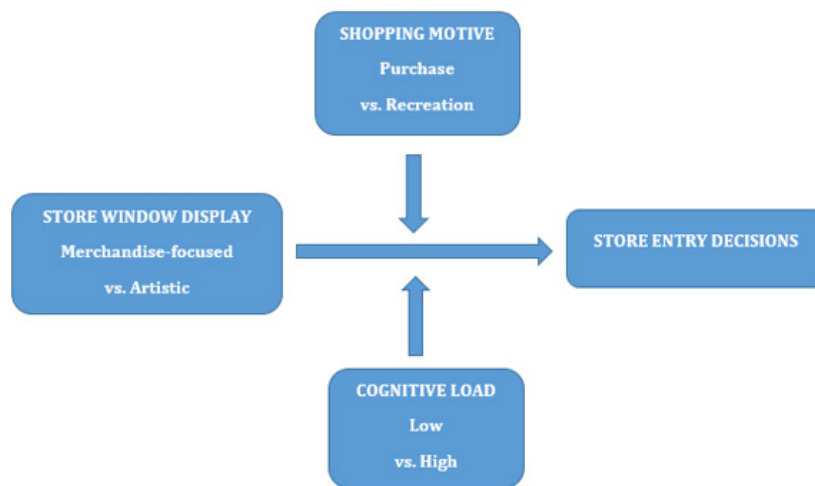 SHOPPING MOTIVE
Purchase
vs. Recreation
STORE WINDOW DISPLAY
Merchandise-focused
vs. Artistic
STORE ENTRY DECISIONS
COGNITIVE LOAD
Low
vs. High